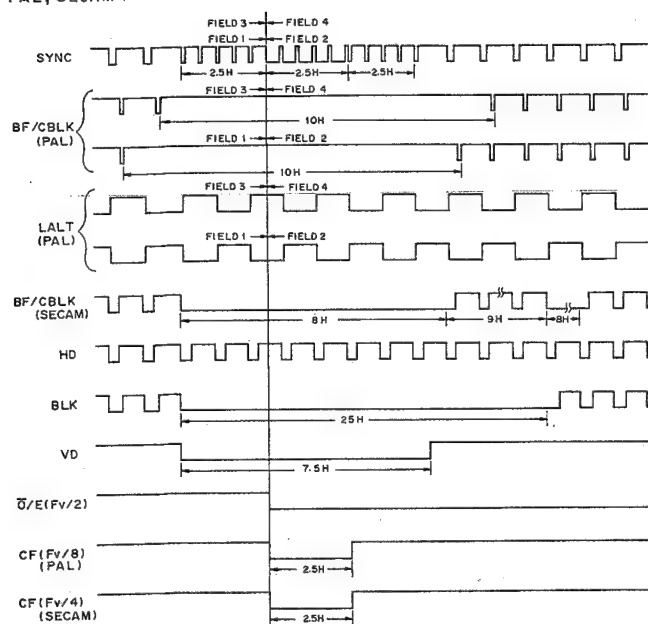 PAL, SECAM
FIELD 3 FIELD 4
FIELD 1 FIELD 2
SYNC
2.5H 2.5H 2.5H
FIELD 3 FIELD 4
10H
BF/CBLK
(PAL)
FIELD 1 FIELD 2
10H
FIELD 3 FIELD 4
LALT
(PAL)
FIELD 1 FIELD 2
BF/CBLK
(SECAM)
8H 9H 8H
HD
BLK
25H
VD
7.5H
O̅/E(Fv/2)
CF(Fv/8)
(PAL)
2.5H
CF(Fv/4)
(SECAM)
2.5H